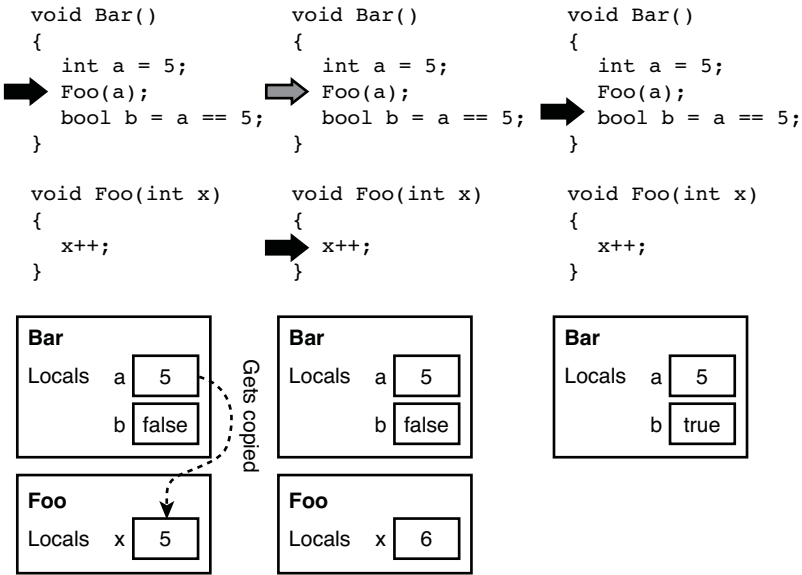 void Bar()
{
int a = 5;
Foo(a);
bool b = a == 5;
}
void Foo(int x)
{
x++;
}
Bar
Locals a 5
b false
Gets copied
Foo
Locals x 5
void Bar()
{
int a = 5;
Foo(a);
bool b = a == 5;
}
void Foo(int x)
{
x++;
}
Bar
Locals a 5
b false
Foo
Locals x 6
void Bar()
{
int a = 5;
Foo(a);
bool b = a == 5;
}
void Foo(int x)
{
x++;
}
Bar
Locals a 5
b true